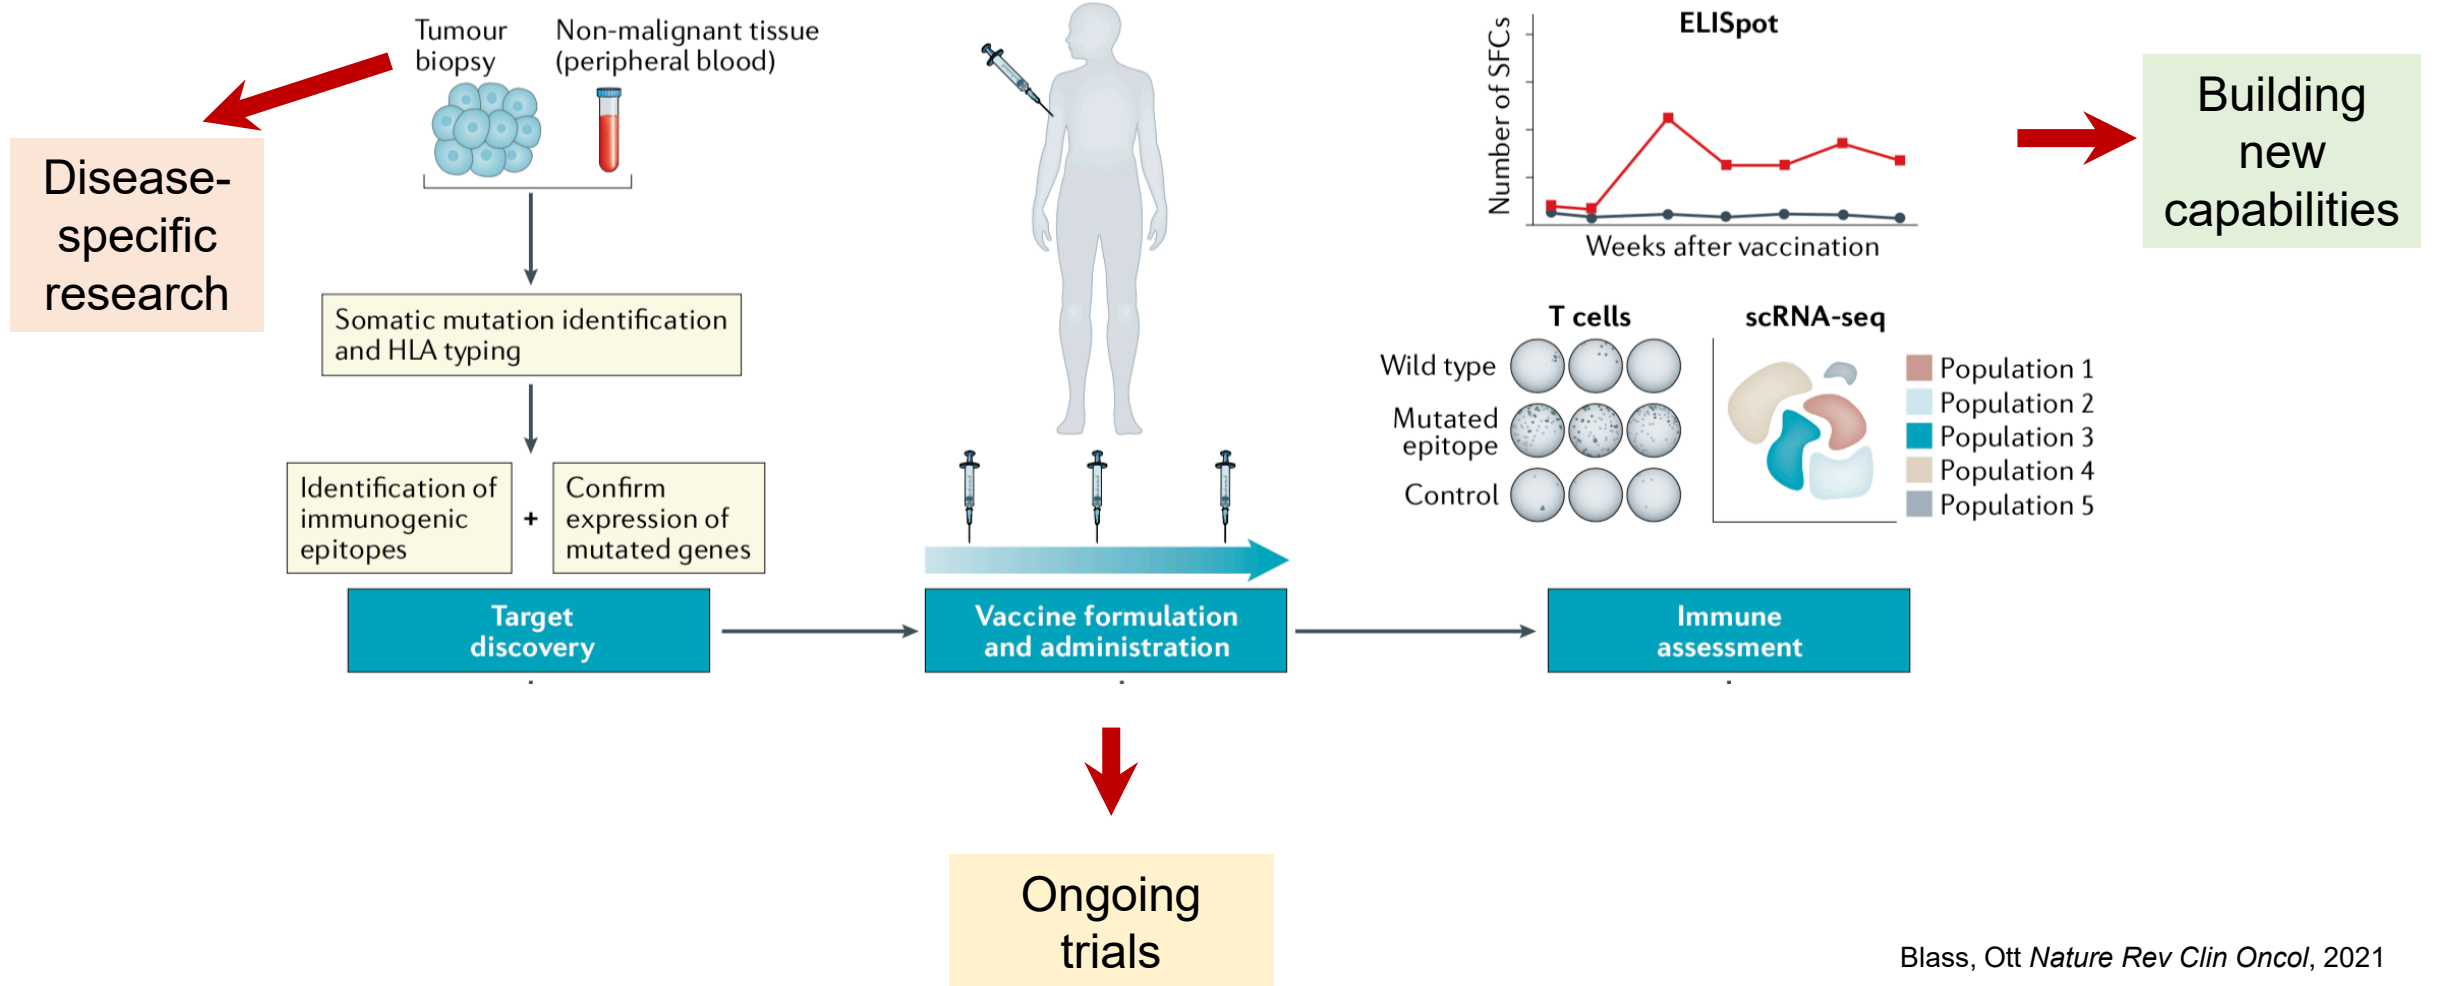 Tumour
biopsy
Non-malignant tissue
(peripheral blood)
Disease-
specific
research
Somatic mutation identification
and HLA typing
Identification of
immunogenic
epitopes
+
Confirm
expression of
mutated genes
Target
discovery
Vaccine formulation
and administration
Ongoing
trials
ELISpot
Number of SFCs
Weeks after vaccination
T cells
Wild type
Mutated
epitope
Control
scRNA-seq
Population 1
Population 2
Population 3
Population 4
Population 5
Immune
assessment
Building
new
capabilities
Blass, Ott Nature Rev Clin Oncol, 2021